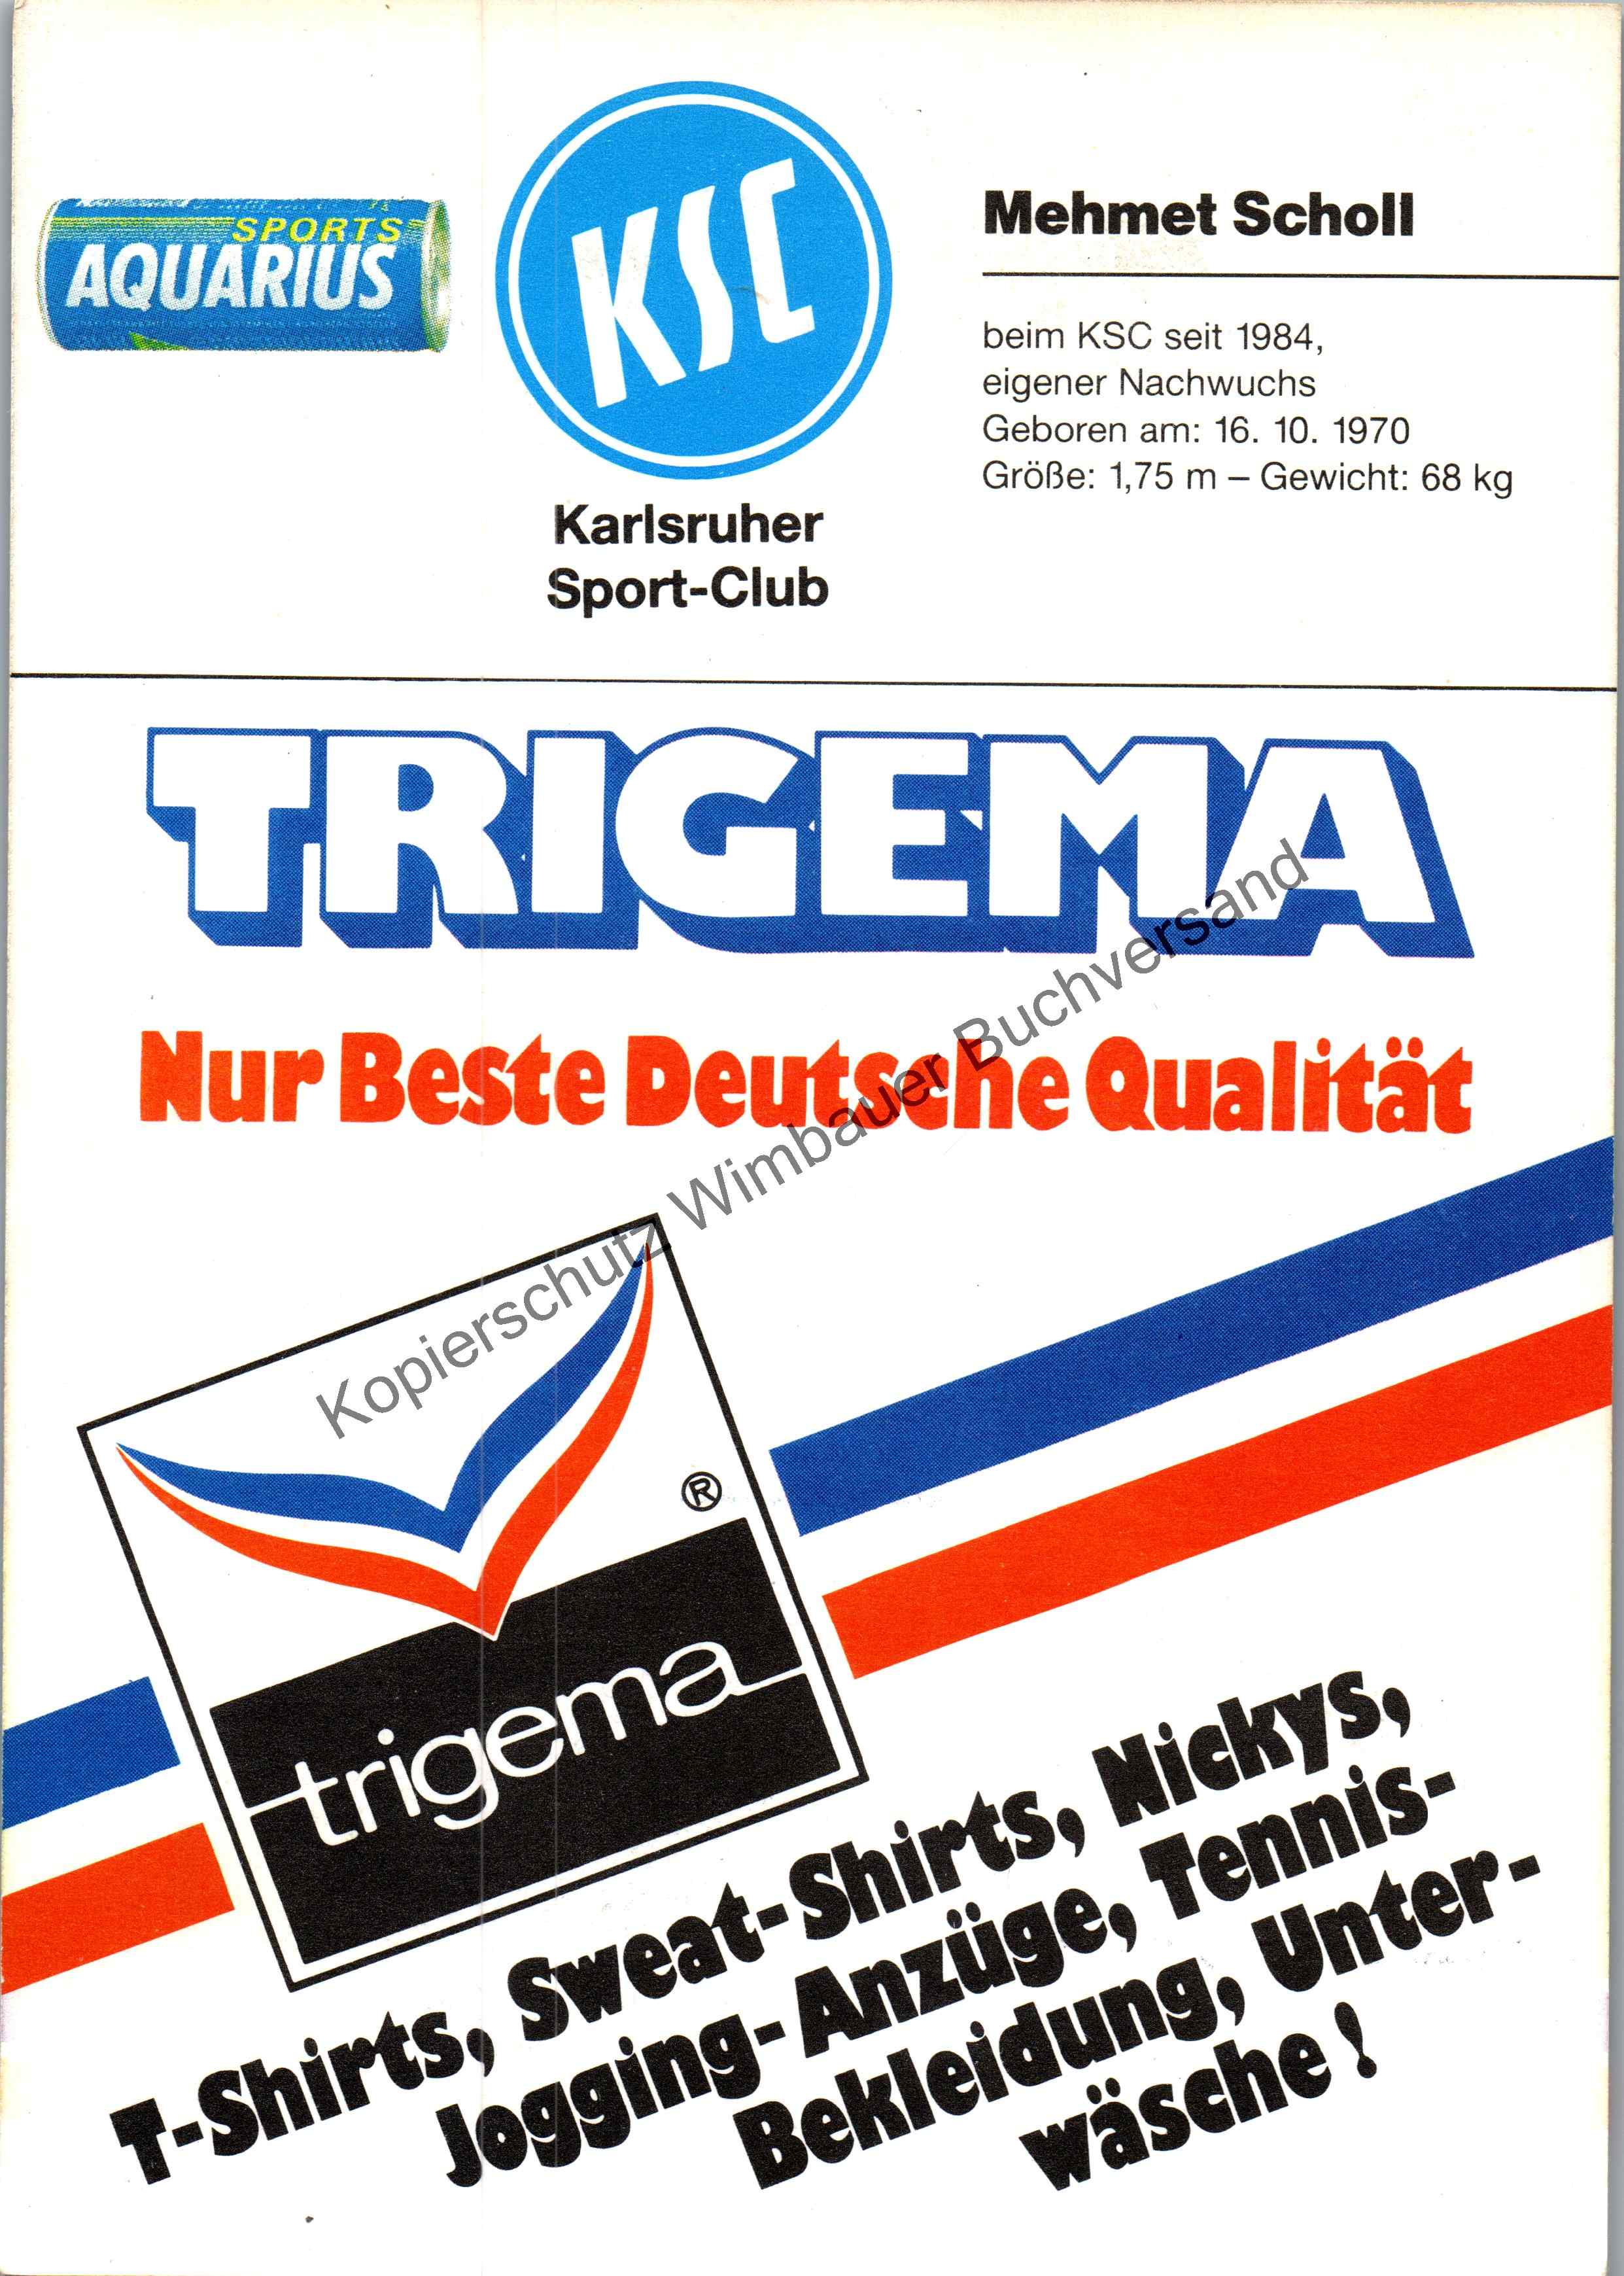 SPORTS
AQUARIUS
KSC
Karlsruher
Sport-Club
Mehmet Scholl
beim KSC seit 1984,
eigener Nachwuchs
Geboren am: 16. 10. 1970
Größe: 1,75 m – Gewicht: 68 kg
TRIGEMA
Nur Beste Deutsche Qualität
Kopierschutz Wimbauer Buchversand
®
trigema
T-Shirts, Sweat-Shirts, Nickys,
Jogging-Anzüge, Tennis-
Bekleidung, Unter-
wäsche!